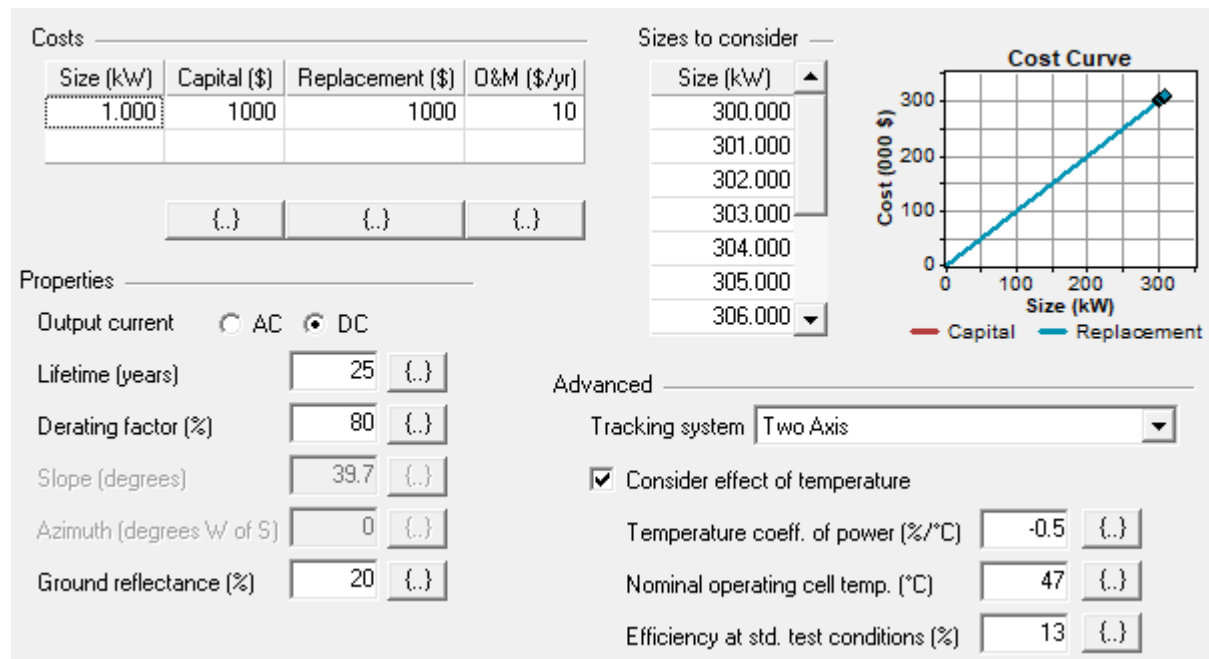 Costs
Size (kW) Capital ($) Replacement ($) O&M ($/yr)
1.000 1000 1000 10
{..} {..} {..}
Sizes to consider
Size (kW)
300.000
301.000
302.000
303.000
304.000
305.000
306.000
Cost Curve
Cost (000 $)
300
200
100
0
0 100 200 300
Size (kW)
Capital Replacement
Properties
Output current AC DC
Lifetime (years) 25 {..}
Derating factor (%) 80 {..}
Slope (degrees) 39.7 {..}
Azimuth (degrees W of S) 0 {..}
Ground reflectance (%) 20 {..}
Advanced
Tracking system Two Axis
Consider effect of temperature
Temperature coeff. of power (%/°C) -0.5 {..}
Nominal operating cell temp. (°C) 47 {..}
Efficiency at std. test conditions (%) 13 {..}